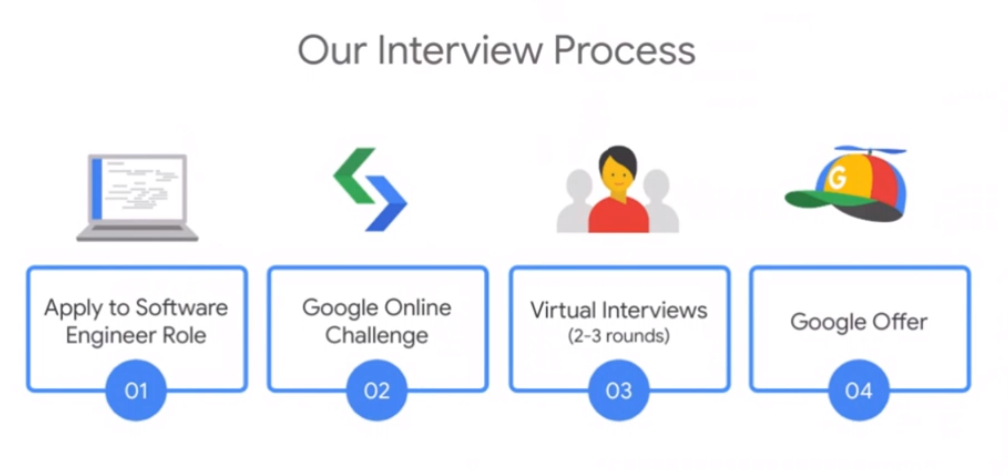 Our Interview Process
G
Apply to Software
Engineer Role
01
Google Online
Challenge
02
Virtual Interviews
(2-3 rounds)
03
Google Offer
04